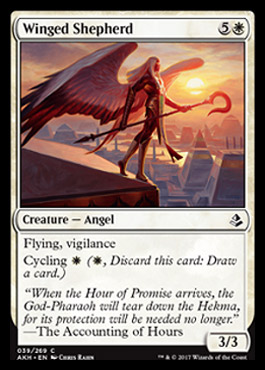 Winged Shepherd 5
Creature — Angel
Flying, vigilance
Cycling (, Discard this card: Draw
a card.)
"When the Hour of Promise arrives, the
God-Pharaoh will tear down the Hekma,
for its protection will be needed no longer."
—The Accounting of Hours
3/3
039/269 C
AKH • EN CHRIS RAHN
™ & © 2017 Wizards of the Coast